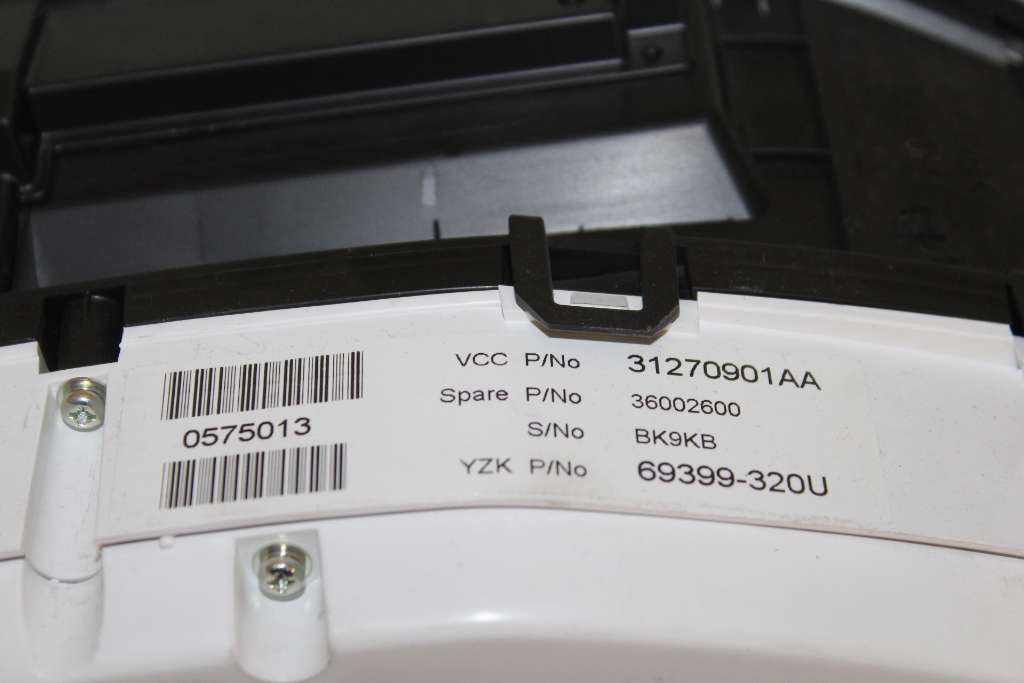 0575013
VCC P/No 31270901AA
Spare P/No 36002600
S/No BK9KB
YZK P/No 69399-320U